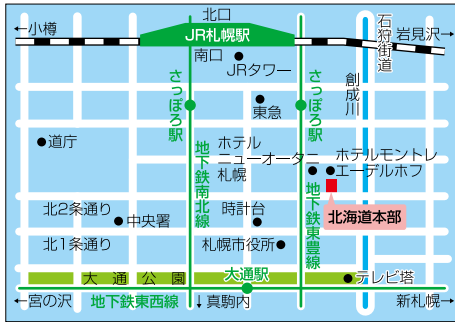 北口
←小樽
JR札幌駅
石狩街道
岩見沢→
南口
JRタワー
さっぽろ駅
さっぽろ駅
創成川
東急
道庁
地下鉄南北線
ホテル
ニューオータニ
札幌
ホテルモントレ
エーデルホフ
地下鉄東豊線
北海道本部
北2条通り
中央署
時計台
北1条通り
札幌市役所
大通公園
大通駅
テレビ塔
←宮の沢
地下鉄東西線
↓真駒内
新札幌→